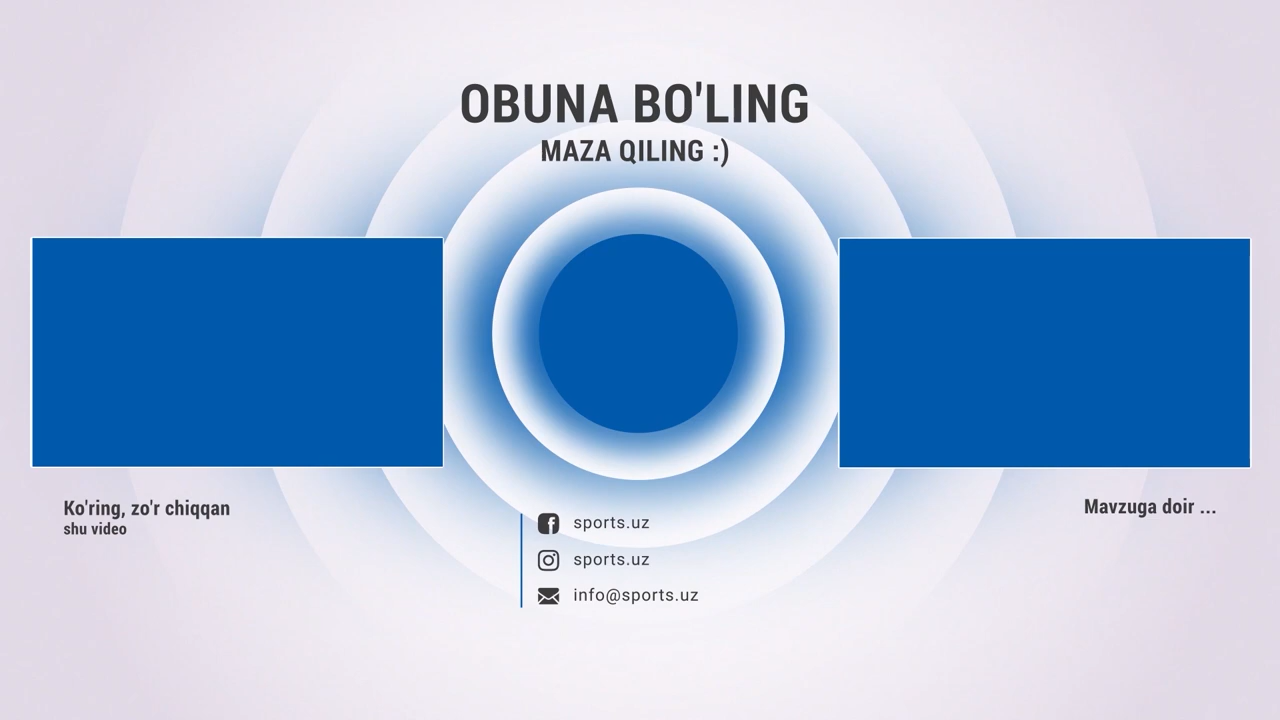 OBUNA BO'LING
MAZA QILING :)
Ko'ring, zo'r chiqqan
shu video
Mavzuga doir ...
sports.uz
sports.uz
info@sports.uz